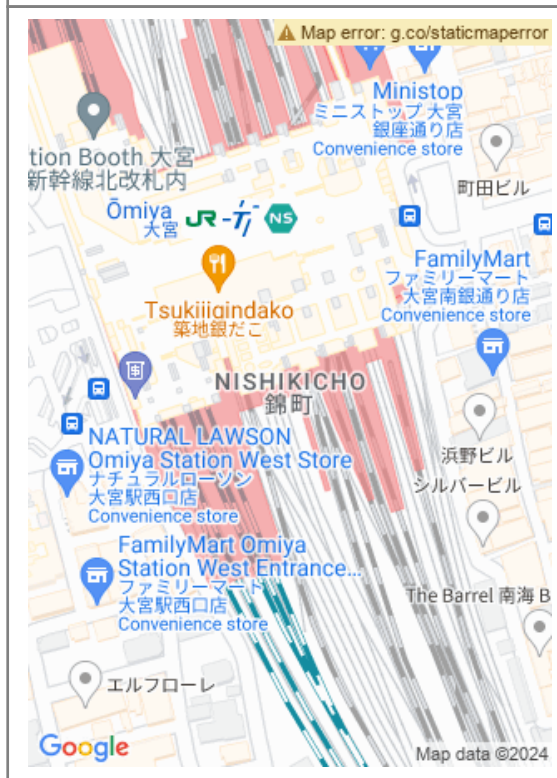 Map error: g.co/staticmaperror
Ministop
ミニストップ 大宮
銀座通り店
Convenience store
tion Booth 大宮
新幹線北改札内
町田ビル
Ōmiya
大宮
JR
NS
FamilyMart
ファミリーマート
大宮南銀通り店
Convenience store
Tsukijigindako
築地銀だこ
NISHIKICHO
錦町
NATURAL LAWSON
Omiya Station West Store
ナチュラルローソン
大宮駅西口店
Convenience store
浜野ビル
シルバービル
FamilyMart Omiya
Station West Entrance...
ファミリーマート
大宮駅西口店
Convenience store
The Barrel 南海 B
エルフローレ
Google
Map data ©2024